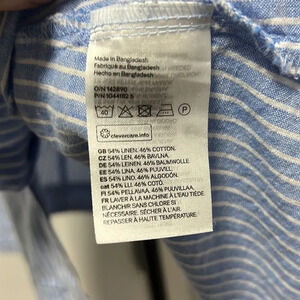 Made in Bangladesh
Fabriqué au Bangladesh
Hecho en Bangladesh
O/N 142890
P/N 1044182 5
40
P
clevercare.info
GB 54% LINEN, 46% COTTON.
CZ 54% LEN, 46% BAVLNA.
DE 54% LEINEN, 46% BAUMWOLLE
EE 54% LINA, 46% PUUVILL.
ES 54% LINO, 46% ALGODÓN.
cat 54% LLI, 46% COTÓ.
FI 54% PELLAVAA, 46% PUUVILLAA.
FR LAVER À LA MACHINE À L'EAU TIÈDE.
BLANCHIR SANS CHLORE SI
NÉCESSAIRE. SÉCHER À L'AIR.
REPASSER À HAUTE TEMPÉRATURE.